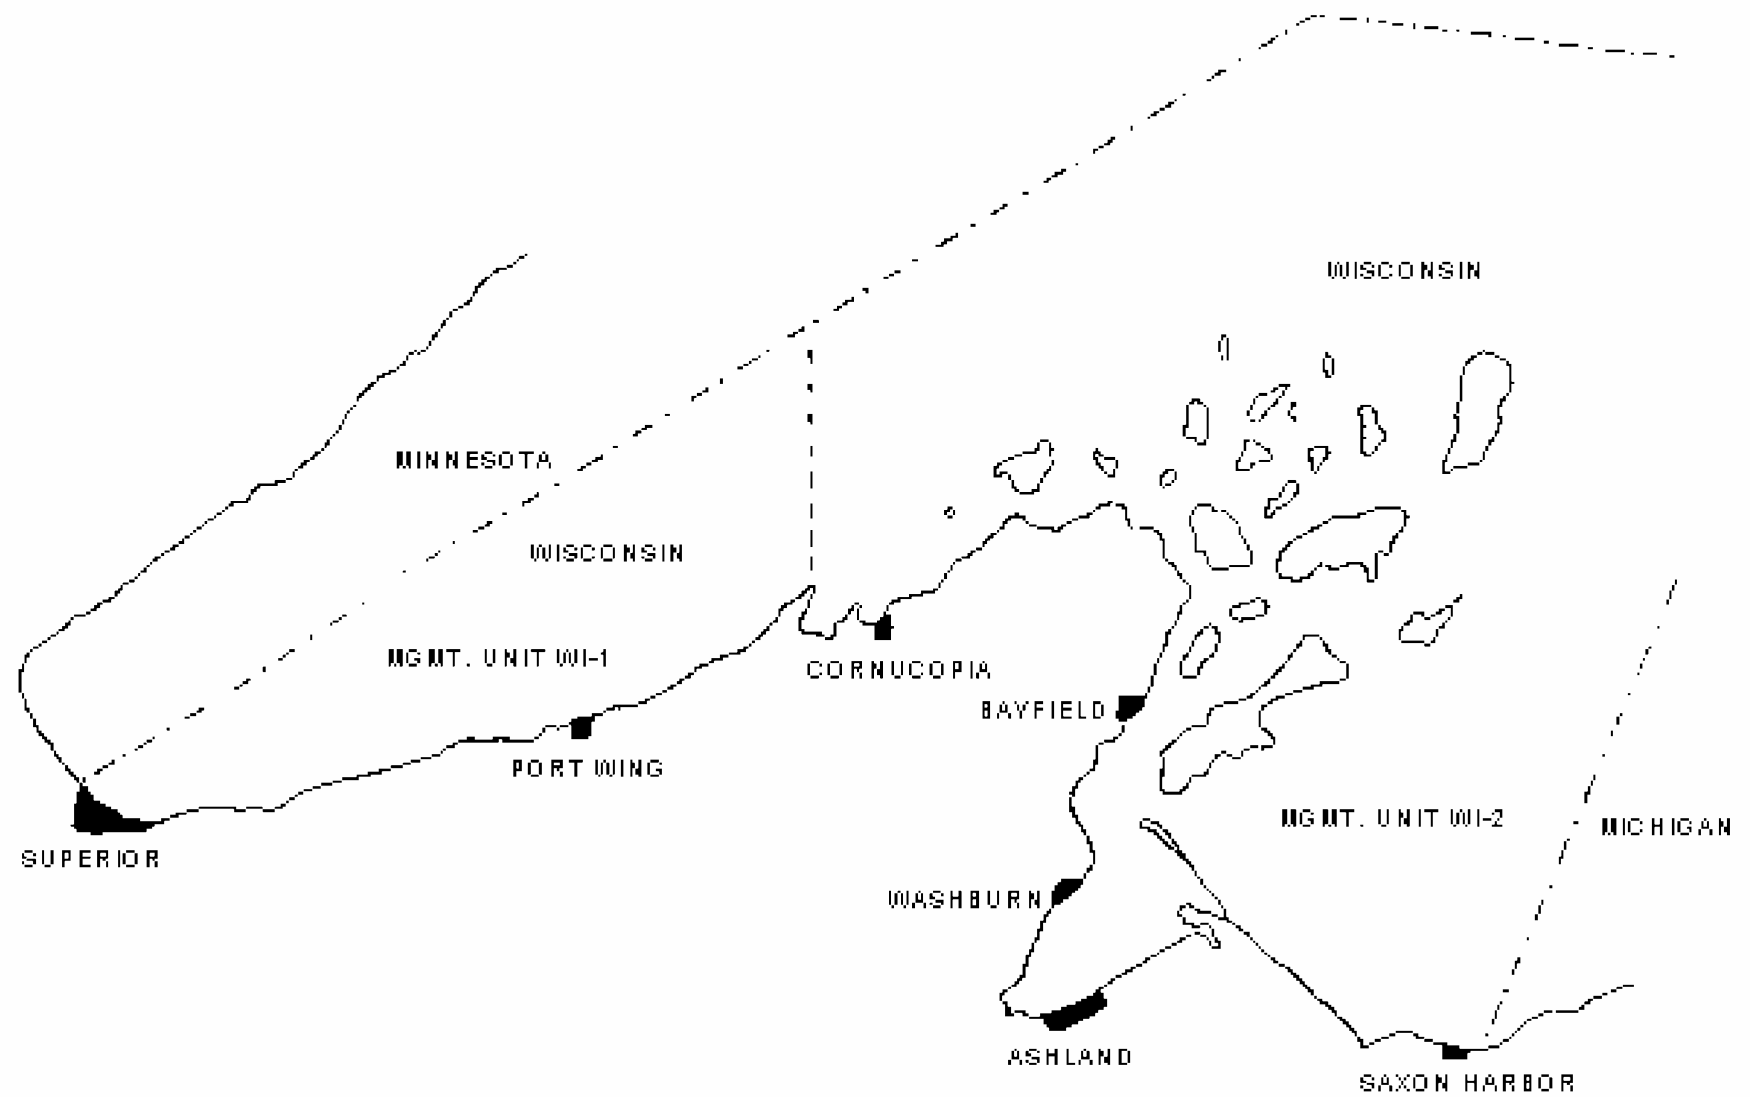 WISCONSIN
MINNESOTA
WISCONSIN
MGMT. UNIT WI-1
CORNUCOPIA
BAYFIELD
PORT WING
MGMT. UNIT WI-2
MICHIGAN
SUPERIOR
WASHBURN
ASHLAND
SAXON HARBOR